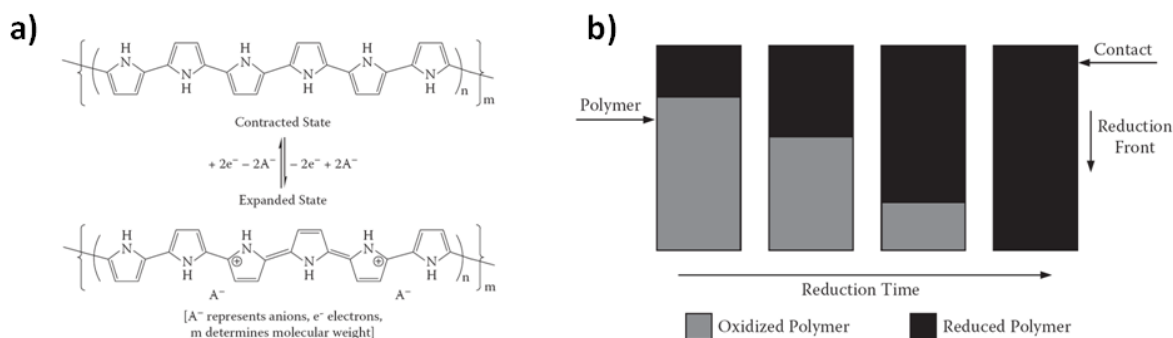 a)
H H H
N N N
N N N
H H H
n
m
Contracted State
+ 2e⁻ − 2A⁻ − 2e⁻ + 2A⁻
Expanded State
H H H
N N N
⊕ ⊕
N N N
H H H
n
m
A⁻ A⁻
[A⁻ represents anions, e⁻ electrons,
m determines molecular weight]
b)
Contact
Polymer
Reduction
Front
Reduction Time
Oxidized Polymer Reduced Polymer